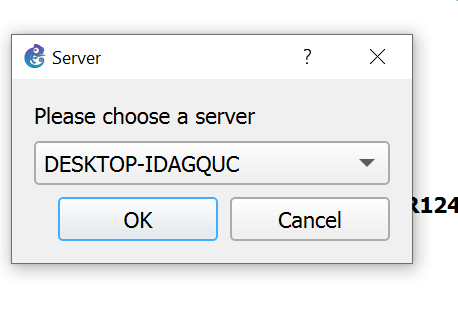 Server
Please choose a server
DESKTOP-IDAGQUC
R124
OK Cancel